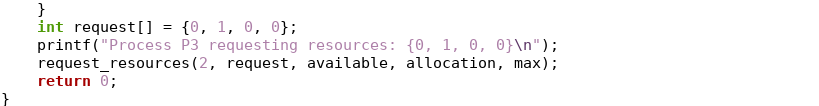 }
    int request[] = {0, 1, 0, 0};
    printf("Process P3 requesting resources: {0, 1, 0, 0}\n");
    request_resources(2, request, available, allocation, max);
    return 0;
}